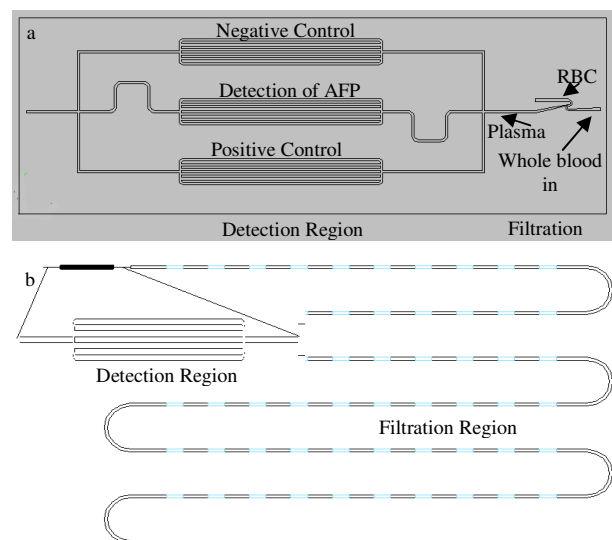 a
Negative Control
RBC
Detection of AFP
Plasma
Positive Control
Whole blood
in
Detection Region
Filtration
b
Detection Region
Filtration Region